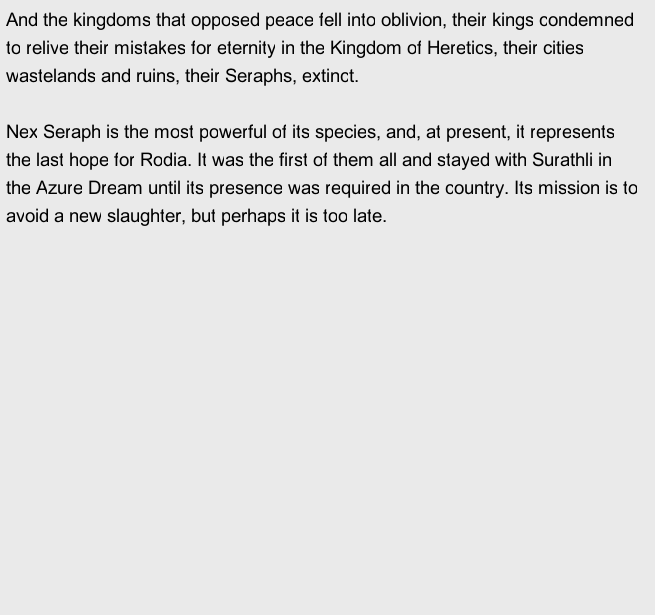 And the kingdoms that opposed peace fell into oblivion, their kings condemned
to relive their mistakes for eternity in the Kingdom of Heretics, their cities
wastelands and ruins, their Seraphs, extinct.
Nex Seraph is the most powerful of its species, and, at present, it represents
the last hope for Rodia. It was the first of them all and stayed with Surathli in
the Azure Dream until its presence was required in the country. Its mission is to
avoid a new slaughter, but perhaps it is too late.